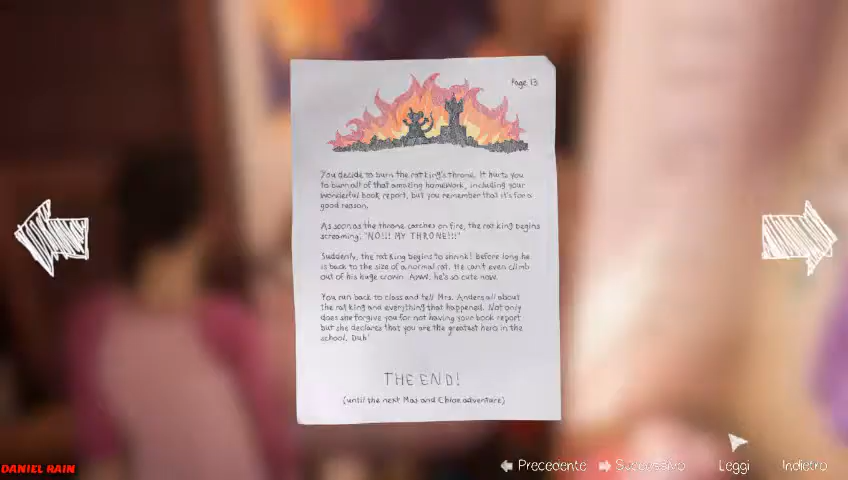 Page 13
You decide to burn the rat king's throne. It hurts you
to burn all of that amazing homework, including your
wonderful book report, but you remember that it's for a
good reason.
As soon as the throne catches on fire, the rat king begins
screaming. "NO!!! MY THRONE!!!"
Suddenly, the rat king begins to shrink! Before long he
is back to the size of a normal rat. He can't even climb
out of his huge crown. Aww, he's so cute now.
You run back to class and tell Mrs. Anders all about
the rat king and everything that happened. Not only
does she forgive you for not having your book report
but she declares that you are the greatest hero in the
school. Duh!
THE END!
(until the next Max and Chloe adventure)
Precedente
Successivo
Leggi
Indietro
DANIEL RAIN